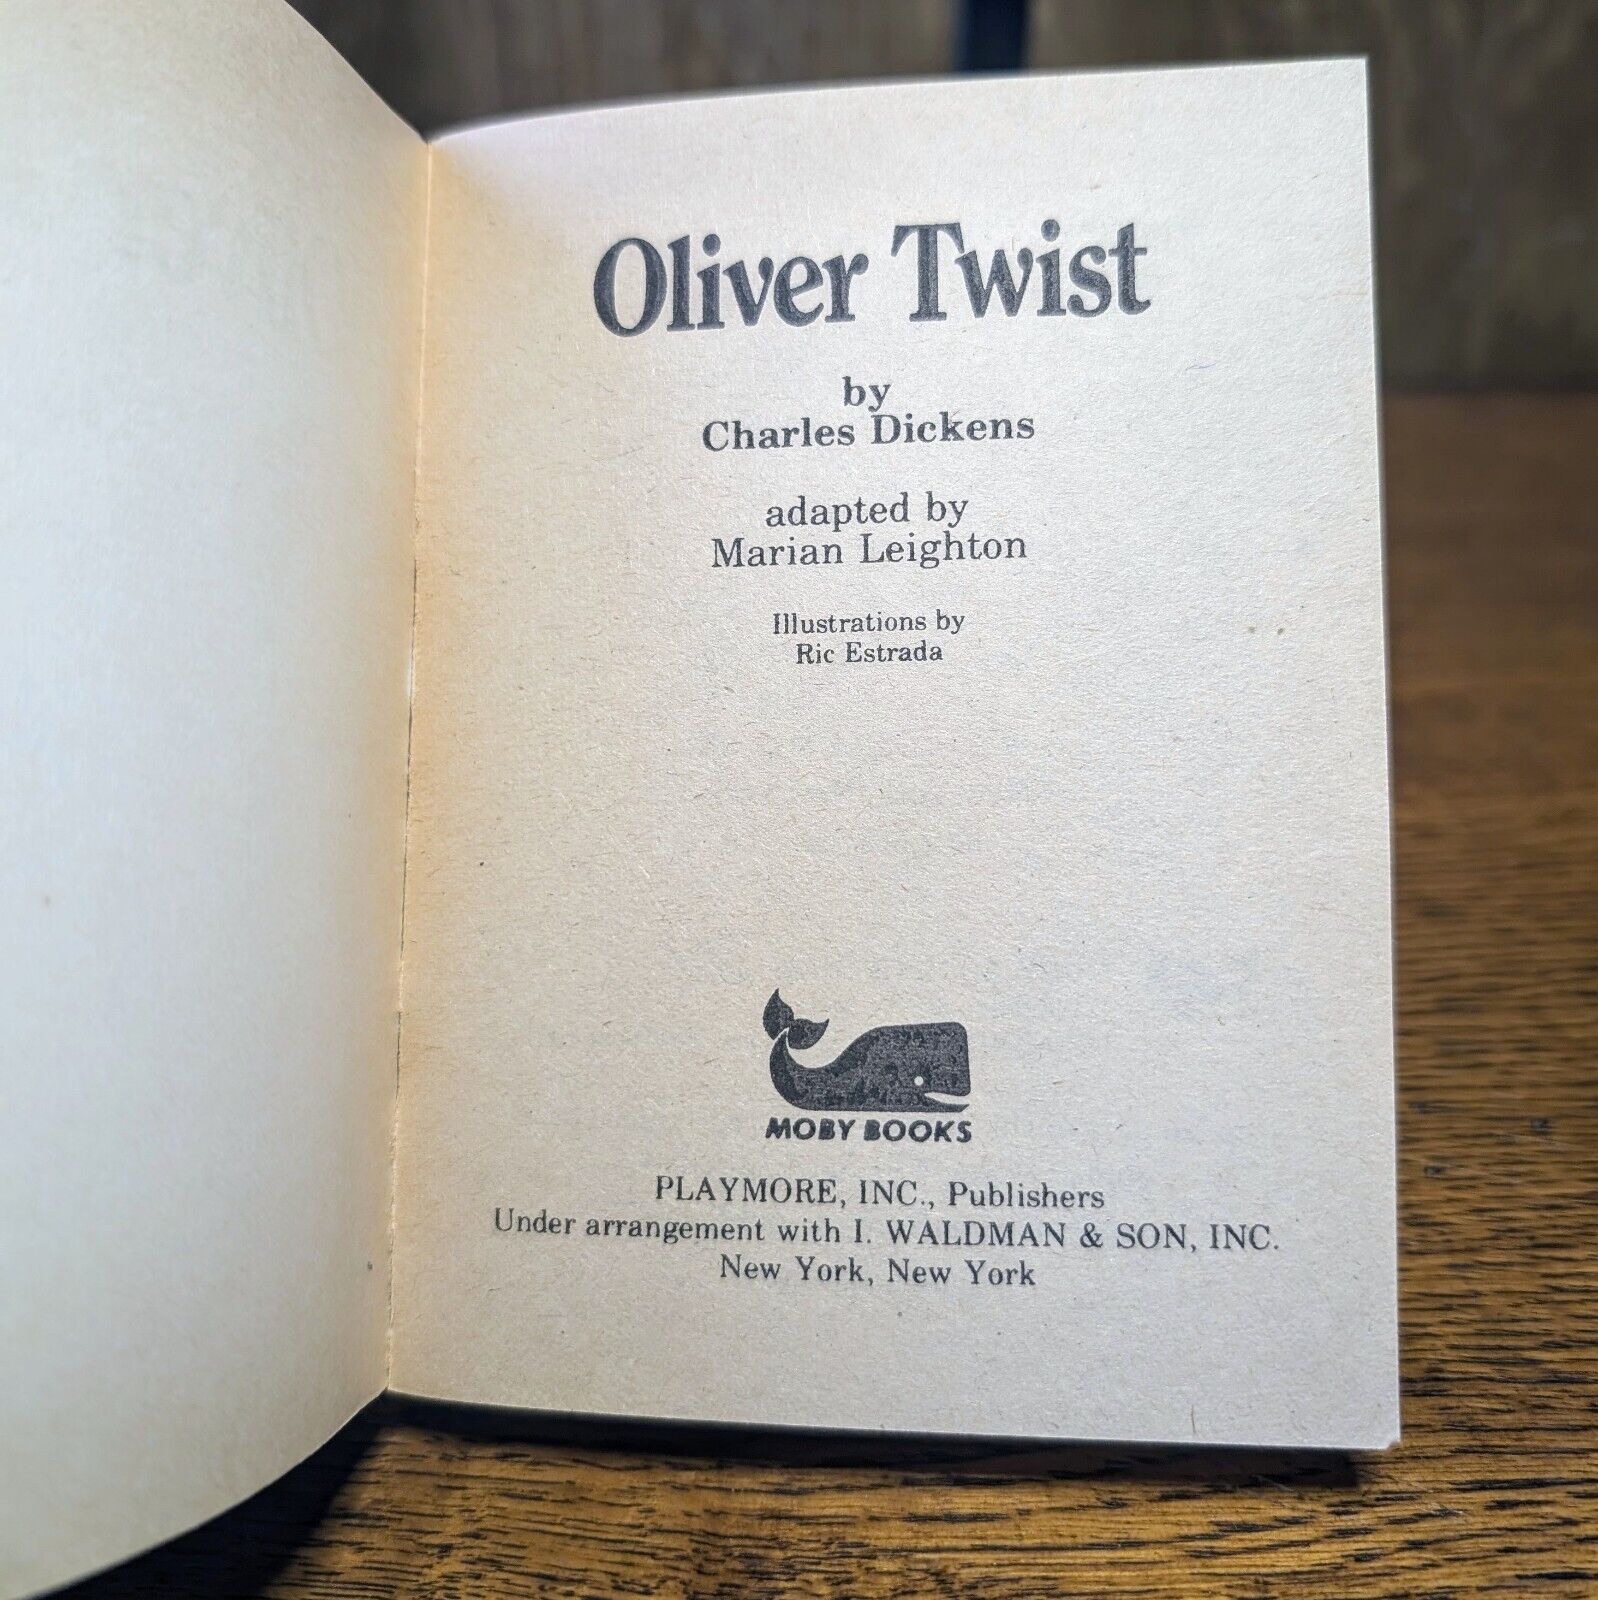 Oliver Twist
by
Charles Dickens
adapted by
Marian Leighton
Illustrations by
Ric Estrada
MOBY BOOKS
PLAYMORE, INC., Publishers
Under arrangement with I. WALDMAN & SON, INC.
New York, New York